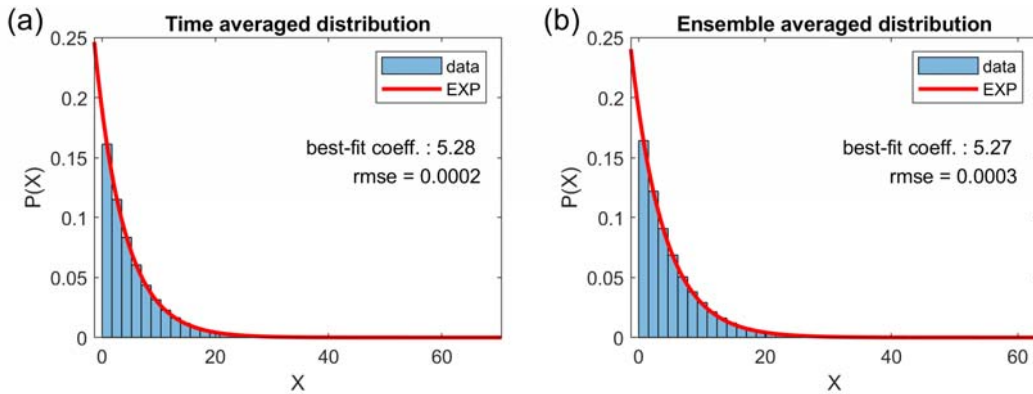 (a)
Time averaged distribution
0.25
0.2
0.15
0.1
0.05
0
P(X)
data
EXP
best-fit coeff. : 5.28
rmse = 0.0002
0 20 40 60
X
(b)
Ensemble averaged distribution
0.25
0.2
0.15
0.1
0.05
0
P(X)
data
EXP
best-fit coeff. : 5.27
rmse = 0.0003
0 20 40 60
X